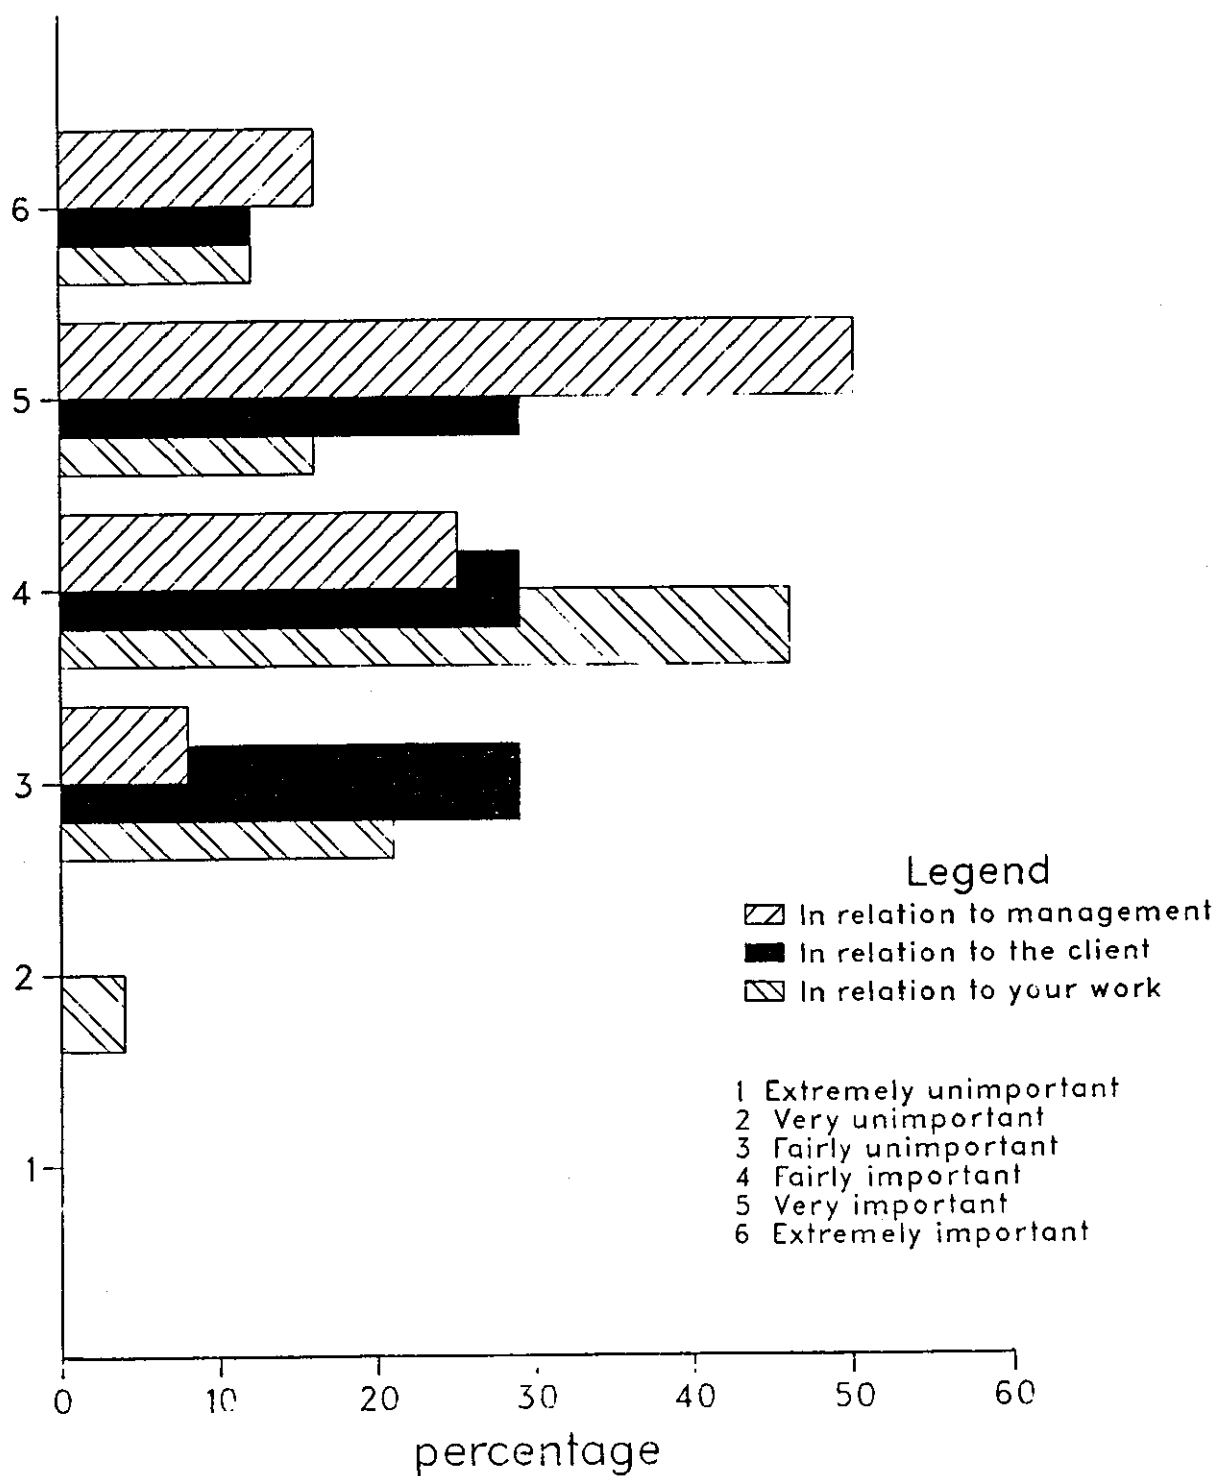 6
5
4
3
2
1
Legend
In relation to management
In relation to the client
In relation to your work
1 Extremely unimportant
2 Very unimportant
3 Fairly unimportant
4 Fairly important
5 Very important
6 Extremely important
0 10 20 30 40 50 60
percentage